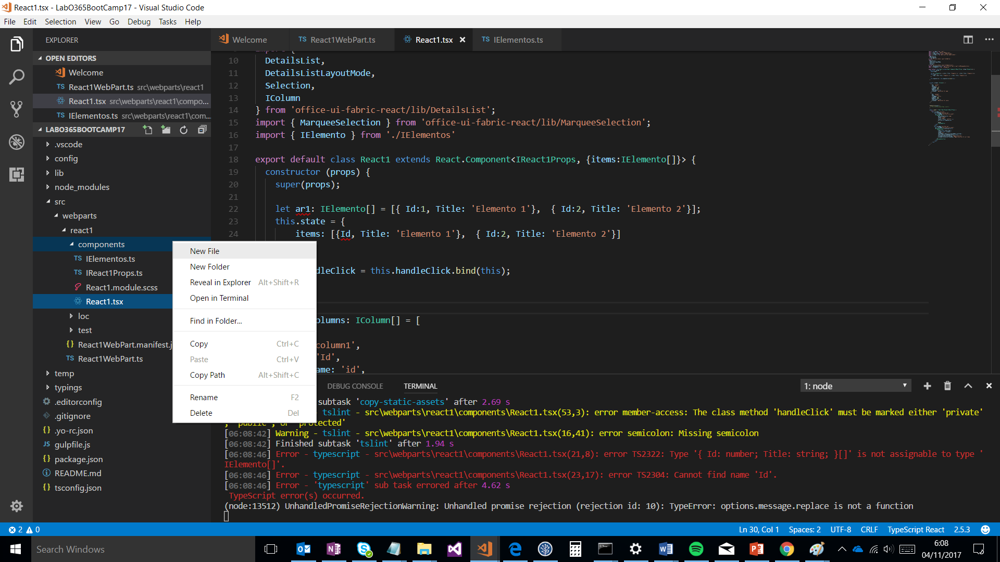 React1.tsx - LabO365BootCamp17 - Visual Studio Code
File Edit Selection View Go Debug Tasks Help
EXPLORER
OPEN EDITORS
Welcome
TS React1WebPart.ts src\webparts\react1
React1.tsx src\webparts\react1\compo...
TS IElementos.ts src\webparts\react1\com...
LABO365BOOTCAMP17
.vscode
config
lib
node_modules
src
webparts
react1
components
TS IElementos.ts
TS IReact1Props.ts
React1.module.scss
React1.tsx
loc
test
{} React1WebPart.manifest.j
TS React1WebPart.ts
temp
typings
.editorconfig
.gitignore
{} .yo-rc.json
JS gulpfile.js
{} package.json
README.md
{} tsconfig.json
Welcome TS React1WebPart.ts React1.tsx TS IElementos.ts
10 DetailsList,
11 DetailsListLayoutMode,
12 Selection,
13 IColumn
14 } from 'office-ui-fabric-react/lib/DetailsList';
15 import { MarqueeSelection } from 'office-ui-fabric-react/lib/MarqueeSelection';
16 import { IElemento } from './IElementos'
17
18 export default class React1 extends React.Component<IReact1Props, {items:IElemento[]}> {
19 constructor (props) {
20 super(props);
21
22 let ar1: IElemento[] = [{ Id:1, Title: 'Elemento 1'}, { Id:2, Title: 'Elemento 2'}];
23 this.state = {
24 items: [{Id, Title: 'Elemento 1'}, { Id:2, Title: 'Elemento 2'}]
dleClick = this.handleClick.bind(this);
olumns: IColumn[] = [
column1',
'Id',
ame: 'id',
New File
New Folder
Reveal in Explorer Alt+Shift+R
Open in Terminal
Find in Folder...
Copy Ctrl+C
Paste Ctrl+V
Copy Path Alt+Shift+C
Rename F2
Delete Del
DEBUG CONSOLE TERMINAL 1: node
subtask 'copy-static-assets' after 2.69 s
- tslint - src\webparts\react1\components\React1.tsx(53,3): error member-access: The class method 'handleClick' must be marked either 'private'
, 'public', or 'protected'
[06:08:42] Warning - tslint - src\webparts\react1\components\React1.tsx(16,41): error semicolon: Missing semicolon
[06:08:42] Finished subtask 'tslint' after 1.94 s
[06:08:46] Error - typescript - src\webparts\react1\components\React1.tsx(21,8): error TS2322: Type '{ Id: number; Title: string; }[]' is not assignable to type '
IElemento[]'.
[06:08:46] Error - typescript - src\webparts\react1\components\React1.tsx(23,17): error TS2304: Cannot find name 'Id'.
[06:08:46] Error - 'typescript' sub task errored after 4.62 s
TypeScript error(s) occurred.
(node:13512) UnhandledPromiseRejectionWarning: Unhandled promise rejection (rejection id: 10): TypeError: options.message.replace is not a function
2 0 Ln 30, Col 1 Spaces: 2 UTF-8 CRLF TypeScript React 2.5.3
Search Windows
6:08
04/11/2017